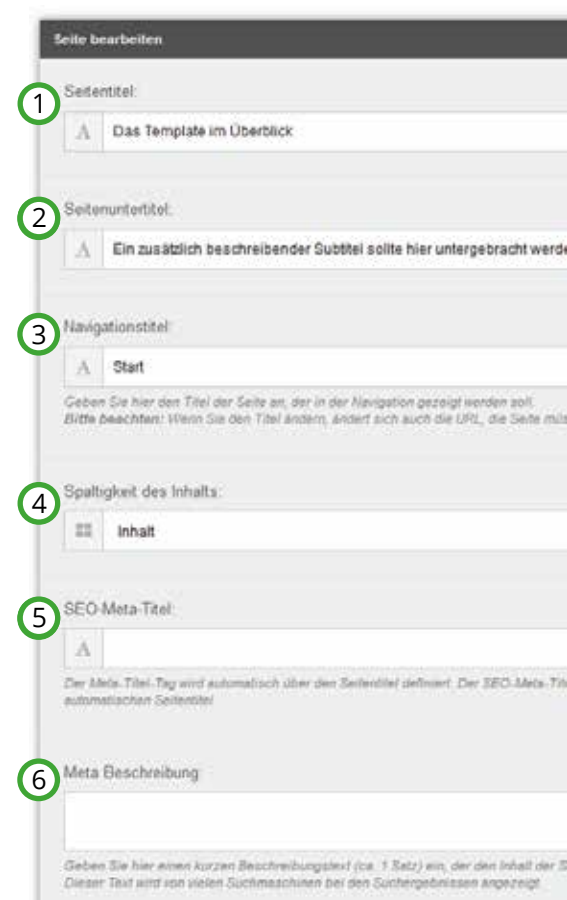 Seite bearbeiten
1 Seitentitel:
A Das Template im Überblick
2 Seitenuntertitel:
A Ein zusätzlich beschreibender Subtitel sollte hier untergebracht werde
3 Navigationstitel:
A Start
Geben Sie hier den Titel der Seite an, der in der Navigation gezeigt werden soll.
Bitte beachten: Wenn Sie den Titel ändern, ändert sich auch die URL, die Seite müs
4 Spaltigkeit des Inhalts:
Inhalt
5 SEO-Meta-Titel:
A
Der Meta-Titel-Tag wird automatisch über den Seitentitel definiert. Der SEO-Meta-Tite
automatischen Seitentitel
6 Meta Beschreibung:
Geben Sie hier einen kurzen Beschreibungstext (ca. 1 Satz) ein, der den Inhalt der S
Dieser Text wird von vielen Suchmaschinen bei den Suchergebnissen angezeigt.